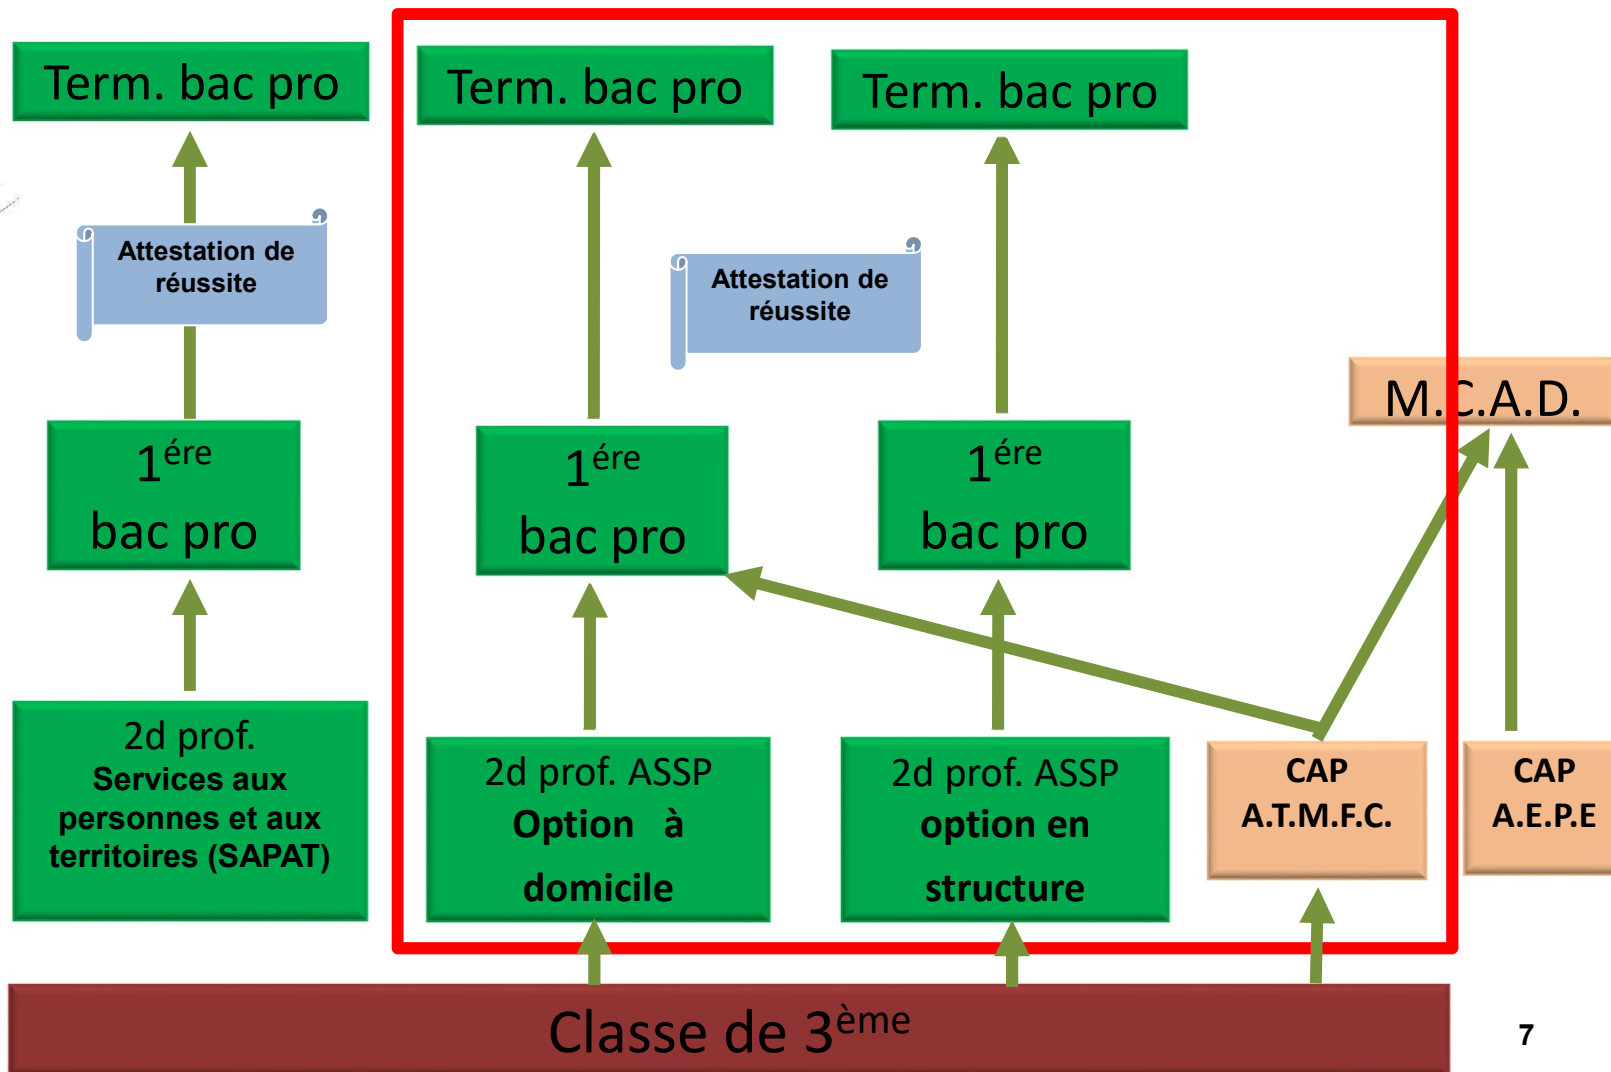 Term. bac pro
Term. bac pro
Term. bac pro
Attestation de
réussite
Attestation de
réussite
M.C.A.D.
1ére
bac pro
1ére
bac pro
1ére
bac pro
2d prof.
Services aux
personnes et aux
territoires (SAPAT)
2d prof. ASSP
Option à
domicile
2d prof. ASSP
option en
structure
CAP
A.T.M.F.C.
CAP
A.E.P.E
Classe de 3ème
7